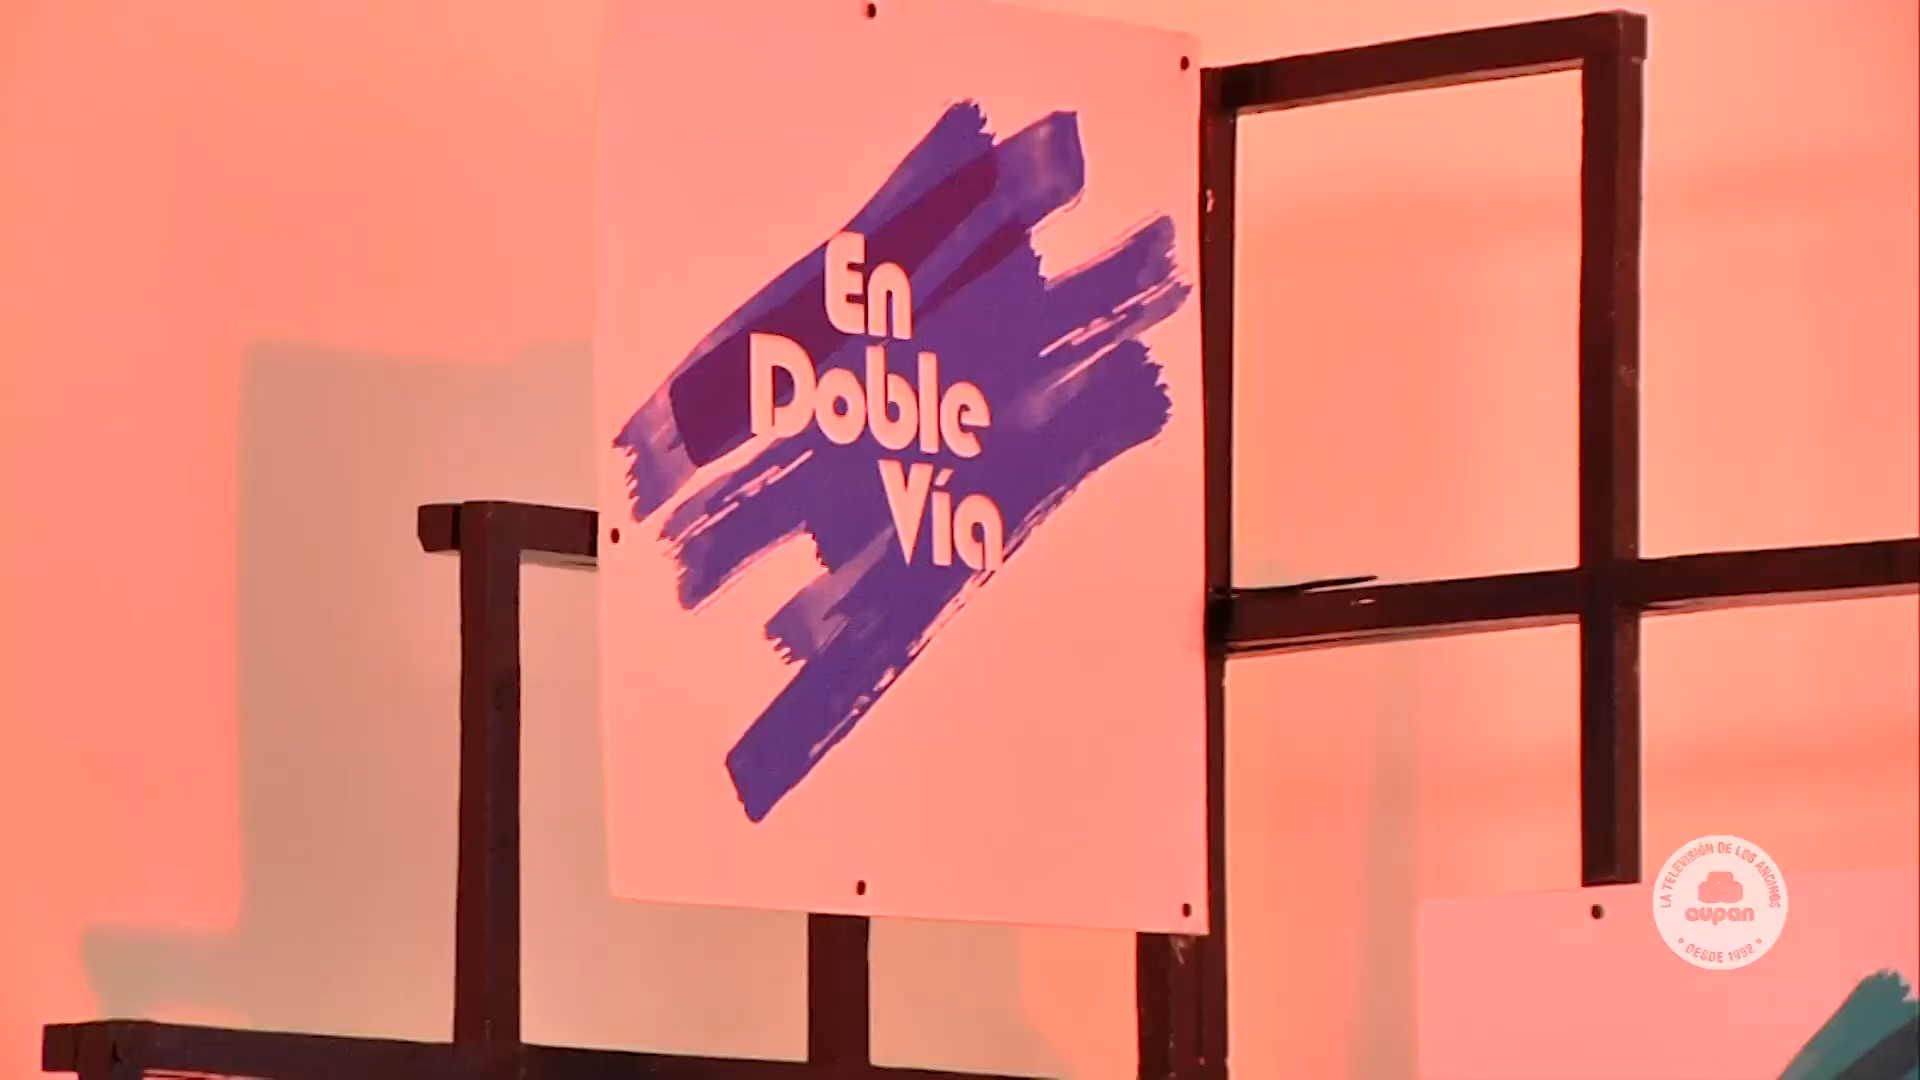 En
Doble
Vía
LA TELEVISIÓN DE LOS ANDINOS
aupan
• DESDE 1992 •